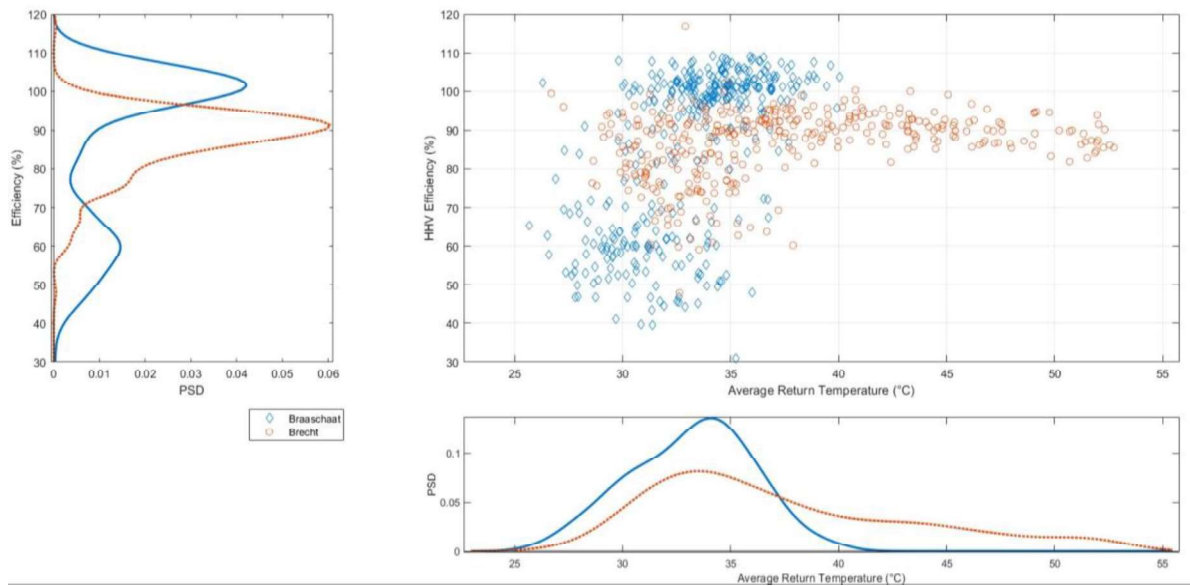 120
110
100
90
80
70
60
50
40
30
Efficiency (%)
0 0.01 0.02 0.03 0.04 0.05 0.06
PSD
Braaschaat
Brecht
120
110
100
90
80
70
60
50
40
30
HHV Efficiency (%)
25 30 35 40 45 50 55
Average Return Temperature (°C)
0.1
0.05
0
PSD
25 30 35 40 45 50 55
Average Return Temperature (°C)